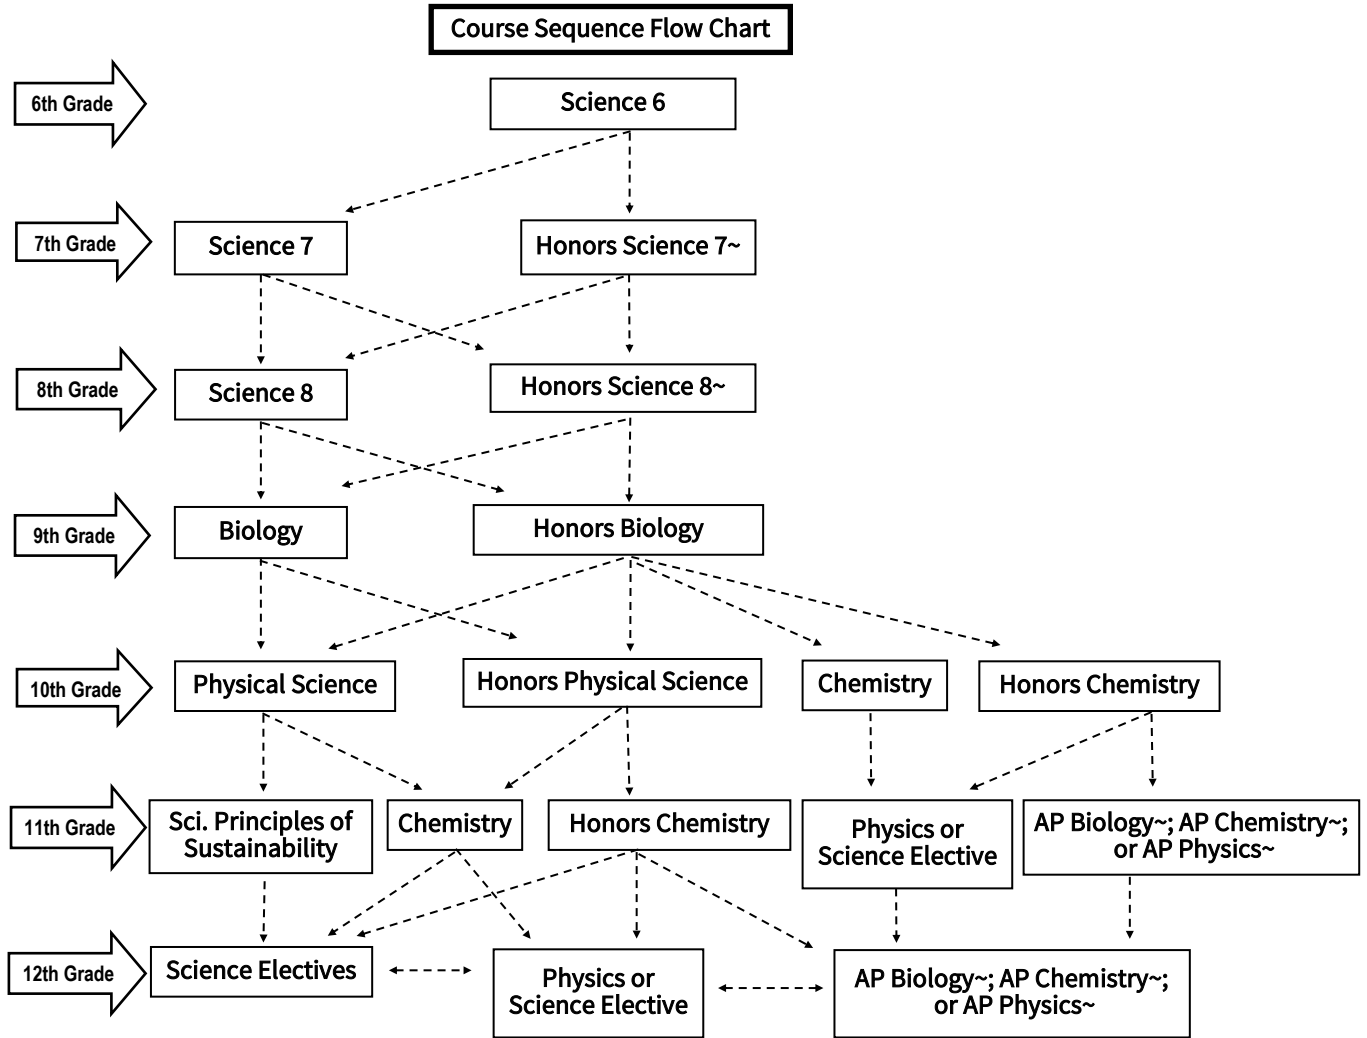 Course Sequence Flow Chart
6th Grade
Science 6
7th Grade
Science 7
Honors Science 7~
8th Grade
Science 8
Honors Science 8~
9th Grade
Biology
Honors Biology
10th Grade
Physical Science
Honors Physical Science
Chemistry
Honors Chemistry
11th Grade
Sci. Principles of
Sustainability
Chemistry
Honors Chemistry
Physics or
Science Elective
AP Biology~; AP Chemistry~;
or AP Physics~
12th Grade
Science Electives
Physics or
Science Elective
AP Biology~; AP Chemistry~;
or AP Physics~